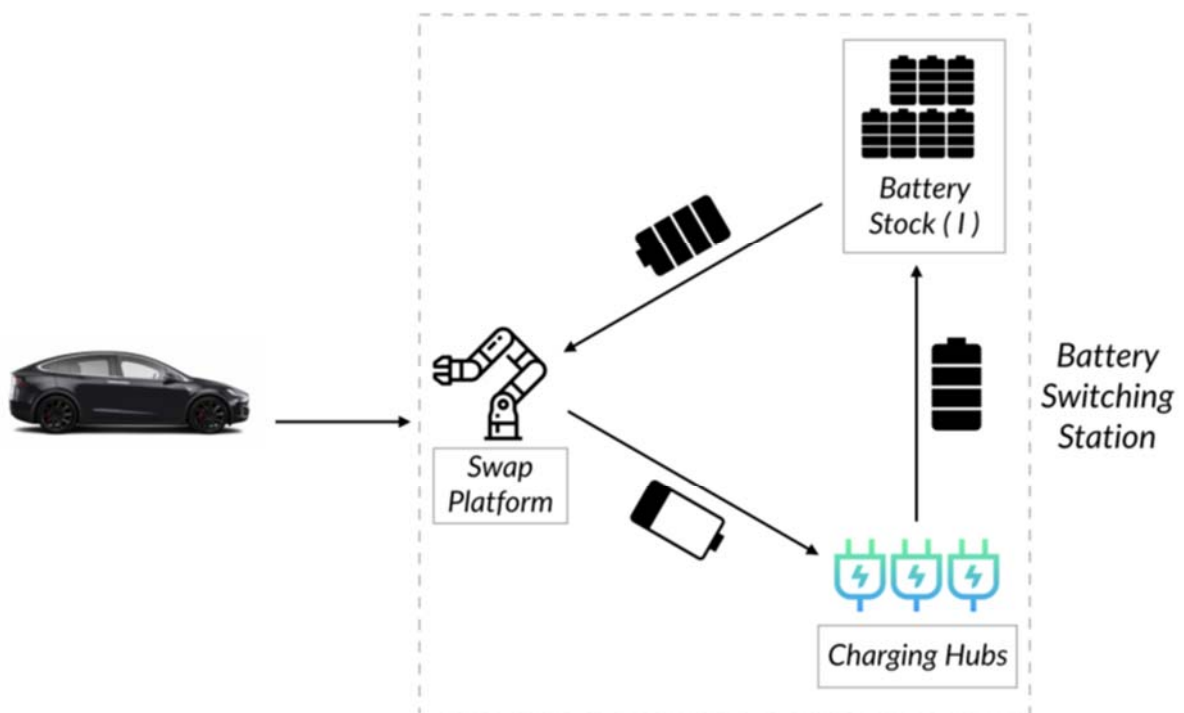 Battery
Stock ( I )
Swap
Platform
Battery
Switching
Station
Charging Hubs